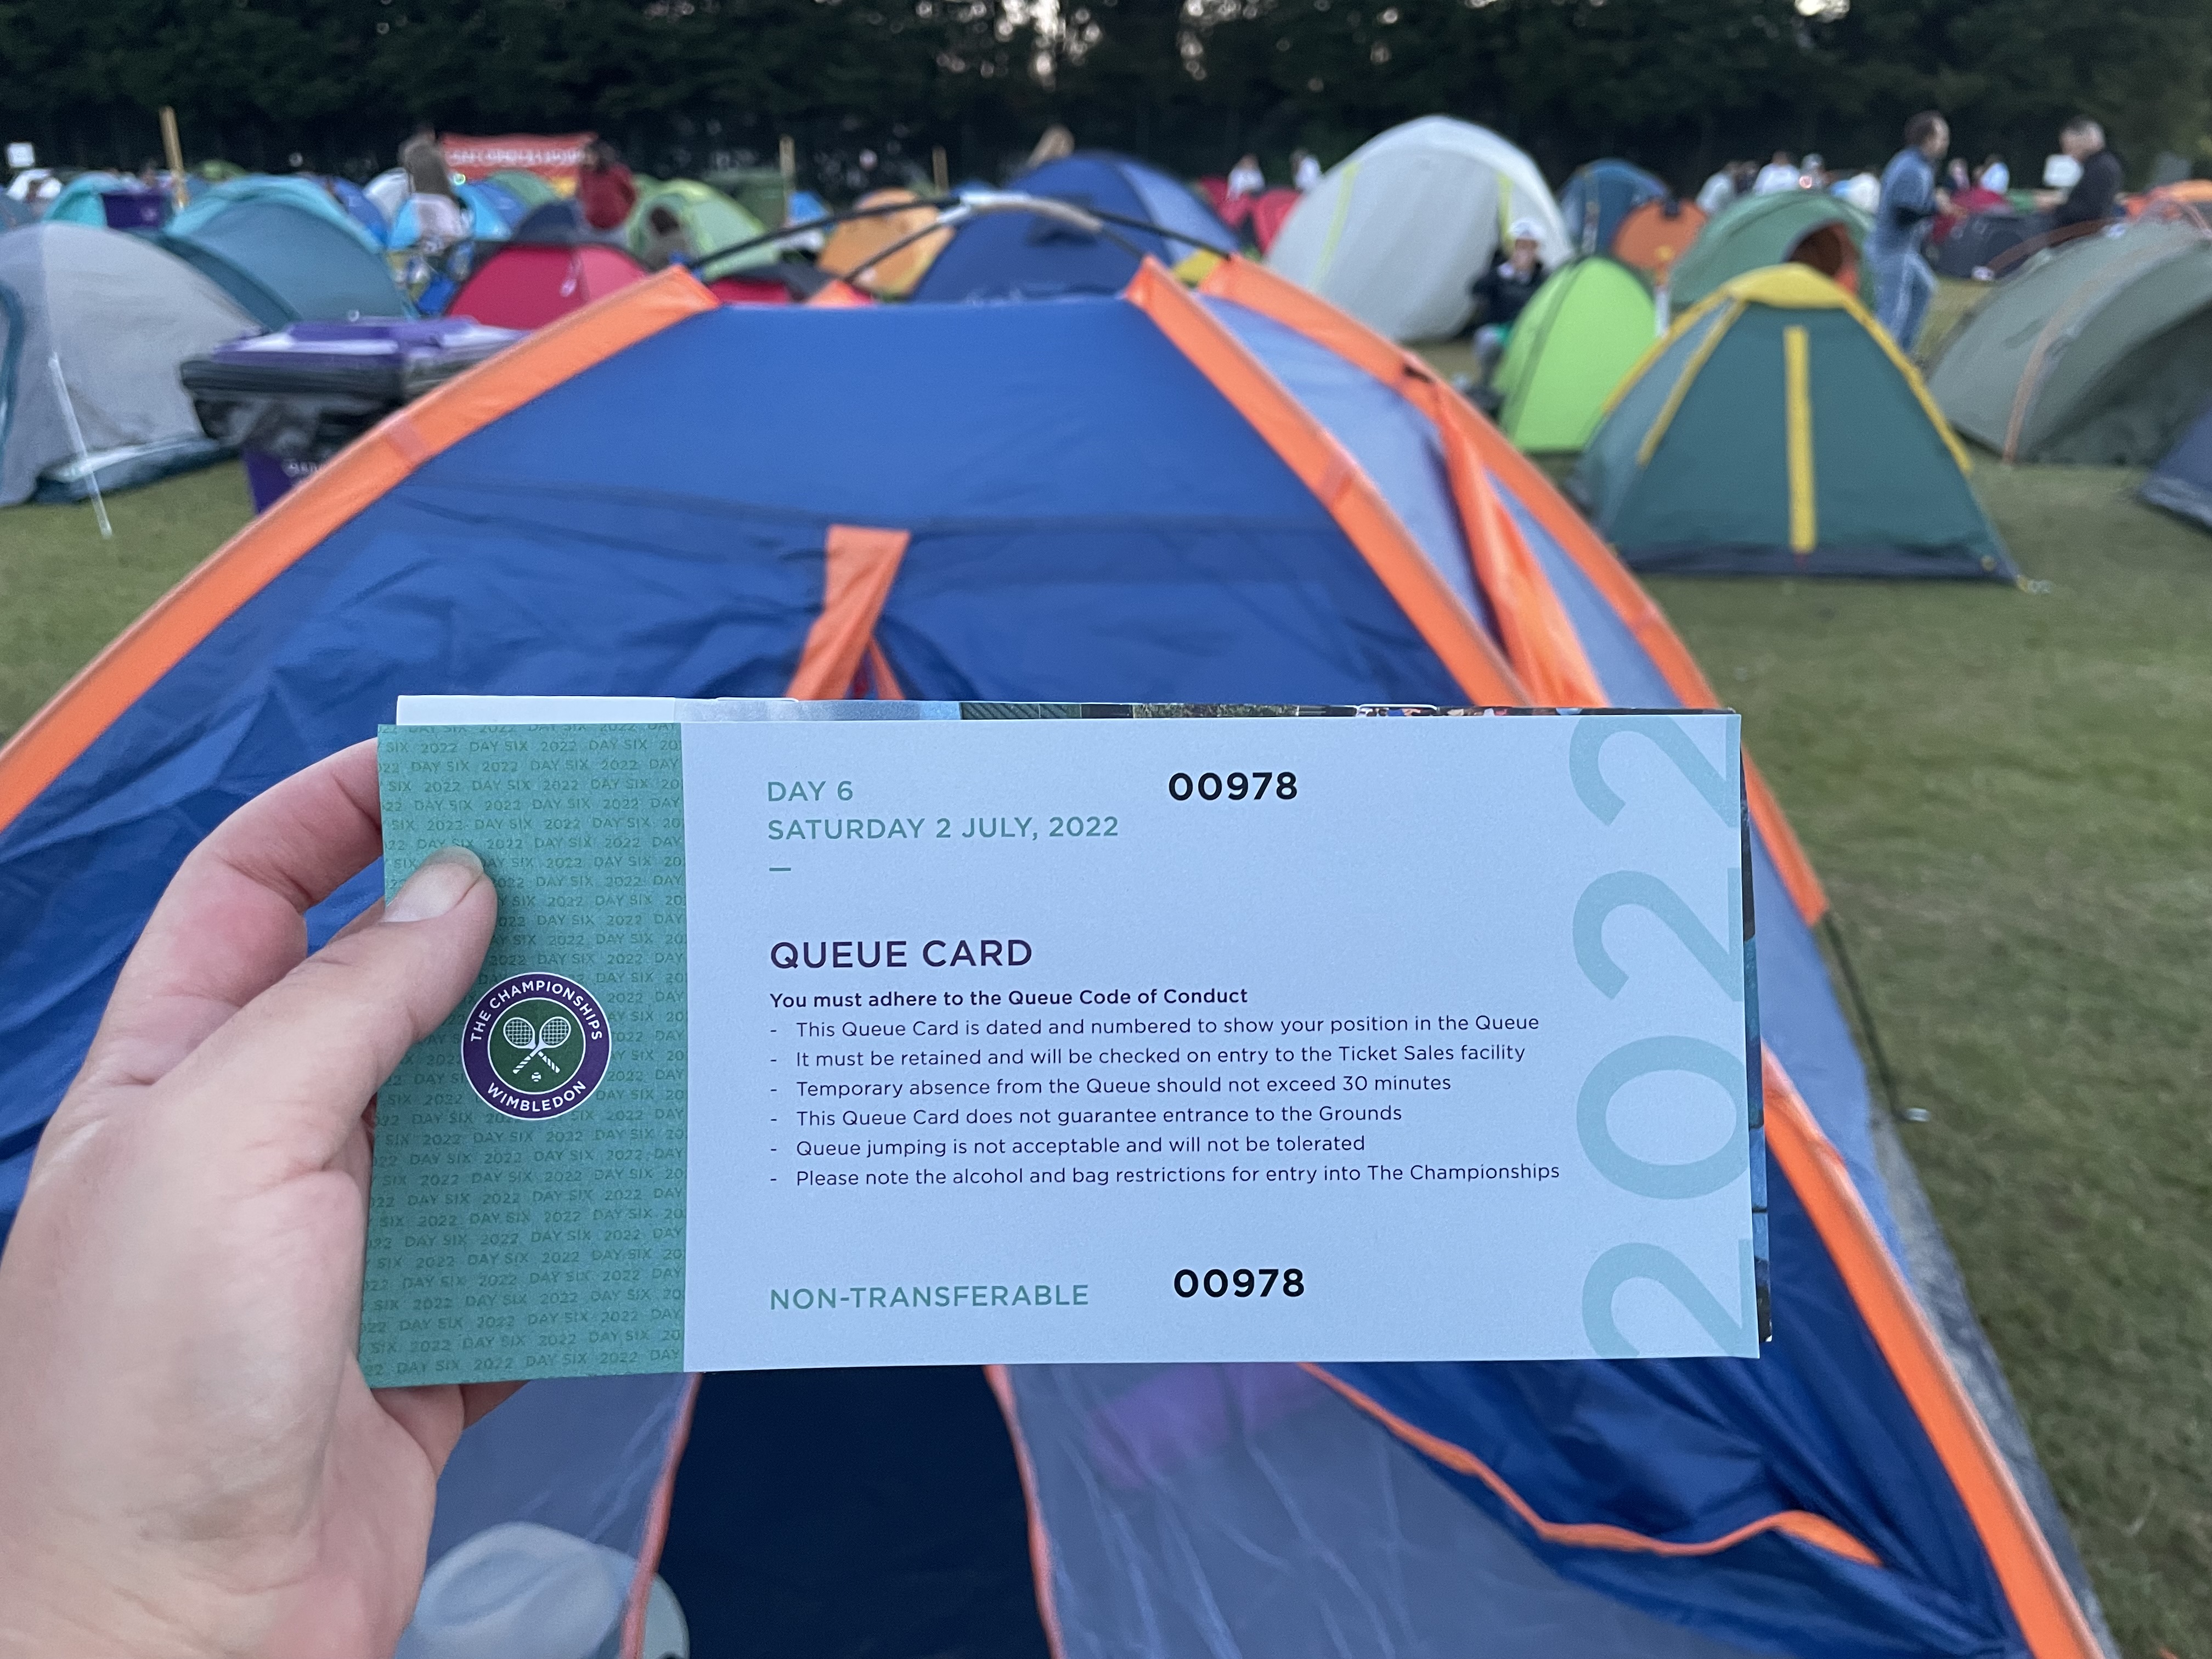 DAY 6
00978
SATURDAY 2 JULY, 2022
QUEUE CARD
You must adhere to the Queue Code of Conduct
- This Queue Card is dated and numbered to show your position in the Queue
- It must be retained and will be checked on entry to the Ticket Sales facility
- Temporary absence from the Queue should not exceed 30 minutes
- This Queue Card does not guarantee entrance to the Grounds
- Queue jumping is not acceptable and will not be tolerated
- Please note the alcohol and bag restrictions for entry into The Championships
NON-TRANSFERABLE
00978
2022
THE CHAMPIONSHIPS
WIMBLEDON
DAY SIX 2022 DAY SIX 2022 DAY SIX